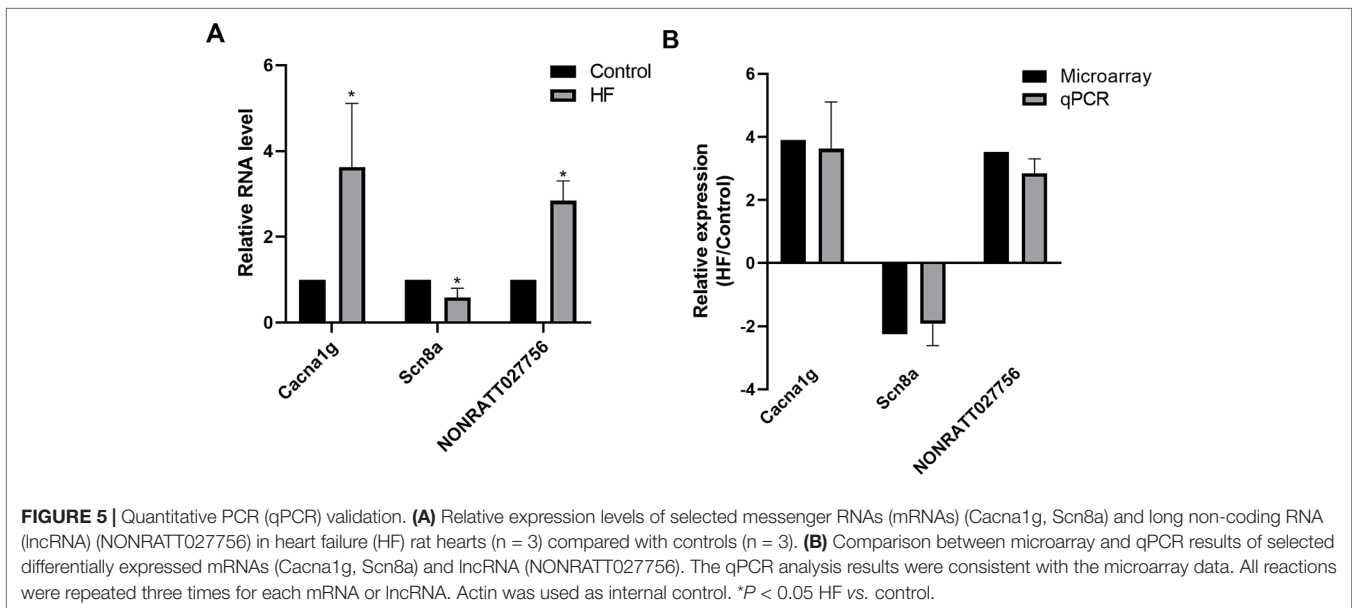 A
Relative RNA level
6
4
2
0
Control
HF
*
*
*
Cacna1g
Scn8a
NONRATT027756
B
Relative expression
(HF/Control)
6
4
2
0
-2
-4
Microarray
qPCR
Cacna1g
Scn8a
NONRATT027756
FIGURE 5 | Quantitative PCR (qPCR) validation. (A) Relative expression levels of selected messenger RNAs (mRNAs) (Cacna1g, Scn8a) and long non-coding RNA
(lncRNA) (NONRATT027756) in heart failure (HF) rat hearts (n = 3) compared with controls (n = 3). (B) Comparison between microarray and qPCR results of selected
differentially expressed mRNAs (Cacna1g, Scn8a) and lncRNA (NONRATT027756). The qPCR analysis results were consistent with the microarray data. All reactions
were repeated three times for each mRNA or lncRNA. Actin was used as internal control. *P < 0.05 HF vs. control.